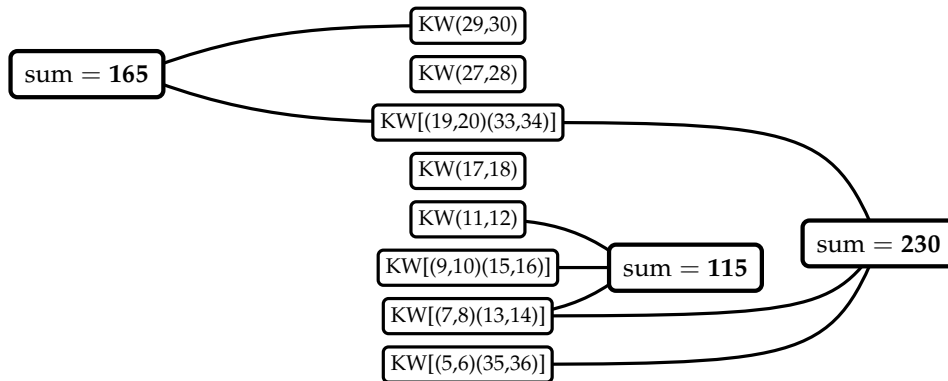 KW(29,30)
sum = 165
KW(27,28)
KW[(19,20)(33,34)]
KW(17,18)
KW(11,12)
sum = 230
KW[(9,10)(15,16)]
sum = 115
KW[(7,8)(13,14)]
KW[(5,6)(35,36)]